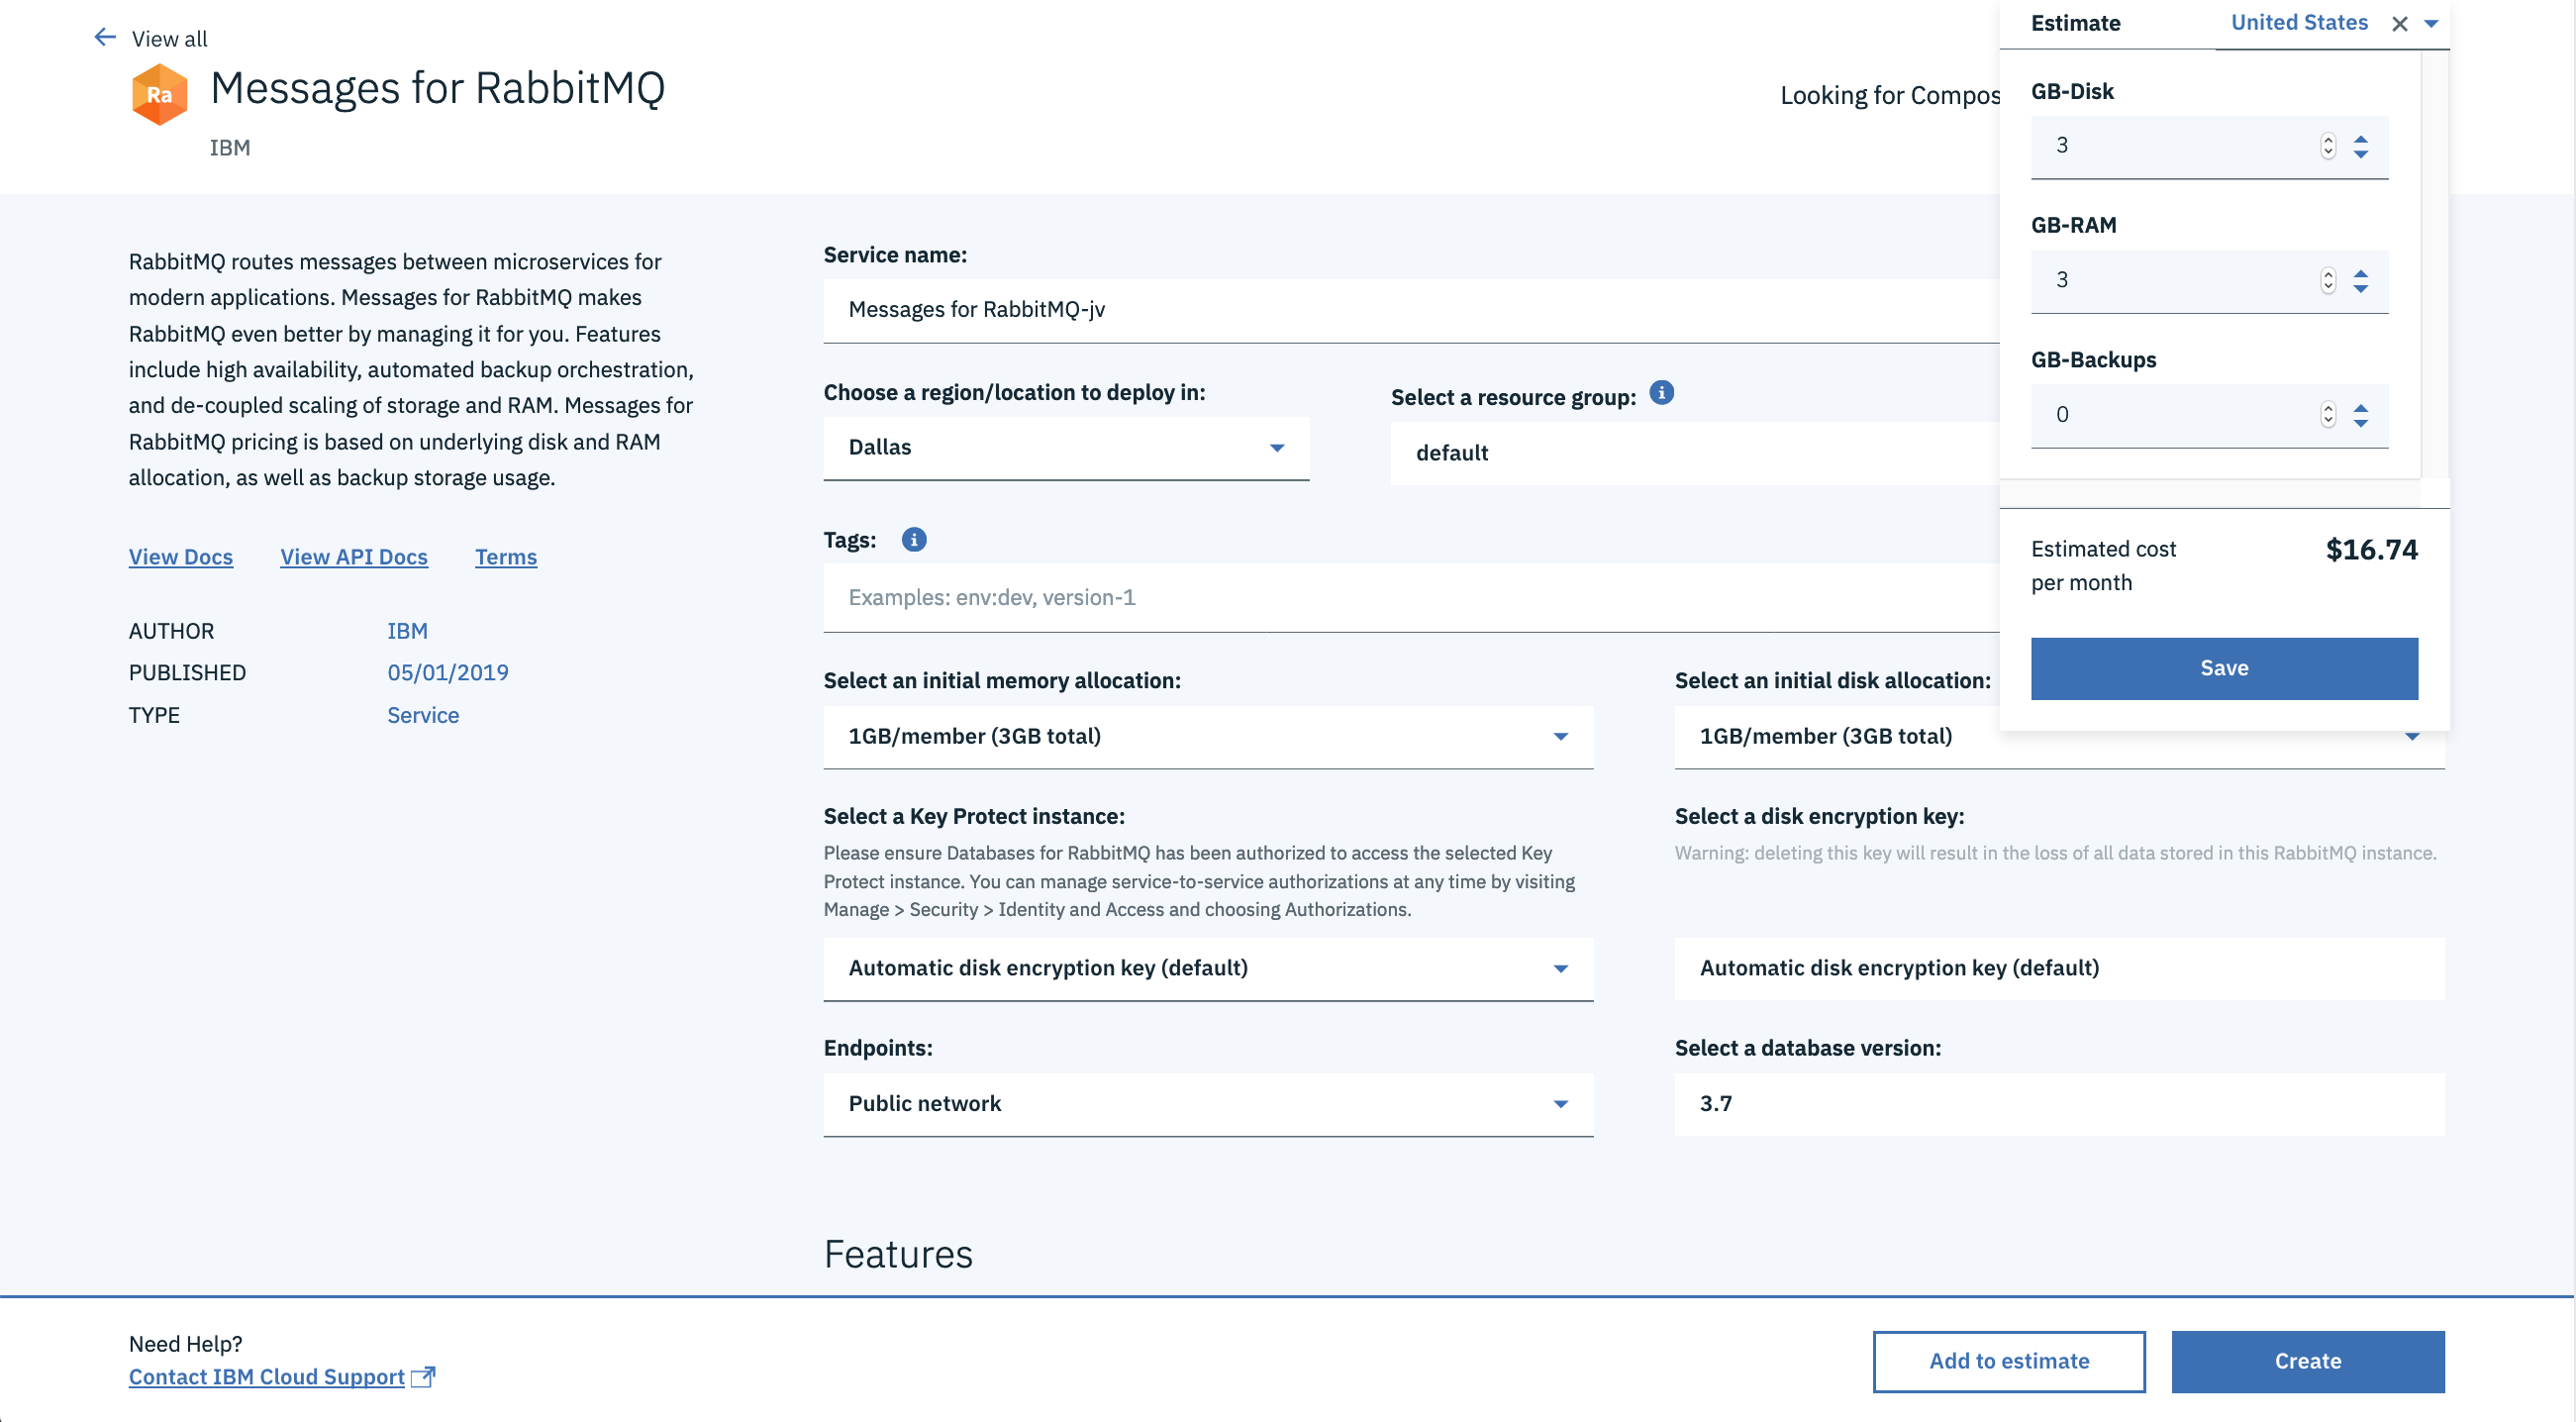 View all
Ra
Messages for RabbitMQ
IBM
Looking for Compos
Estimate
United States
GB-Disk
3
GB-RAM
3
GB-Backups
0
Estimated cost
per month
$16.74
Save
RabbitMQ routes messages between microservices for
modern applications. Messages for RabbitMQ makes
RabbitMQ even better by managing it for you. Features
include high availability, automated backup orchestration,
and de-coupled scaling of storage and RAM. Messages for
RabbitMQ pricing is based on underlying disk and RAM
allocation, as well as backup storage usage.
View Docs View API Docs Terms
AUTHOR IBM
PUBLISHED 05/01/2019
TYPE Service
Service name:
Messages for RabbitMQ-jv
Choose a region/location to deploy in:
Dallas
Select a resource group:
default
Tags:
Examples: env:dev, version-1
Select an initial memory allocation:
1GB/member (3GB total)
Select an initial disk allocation:
1GB/member (3GB total)
Select a Key Protect instance:
Please ensure Databases for RabbitMQ has been authorized to access the selected Key
Protect instance. You can manage service-to-service authorizations at any time by visiting
Manage > Security > Identity and Access and choosing Authorizations.
Automatic disk encryption key (default)
Select a disk encryption key:
Warning: deleting this key will result in the loss of all data stored in this RabbitMQ instance.
Automatic disk encryption key (default)
Endpoints:
Public network
Select a database version:
3.7
Features
Need Help?
Contact IBM Cloud Support
Add to estimate
Create